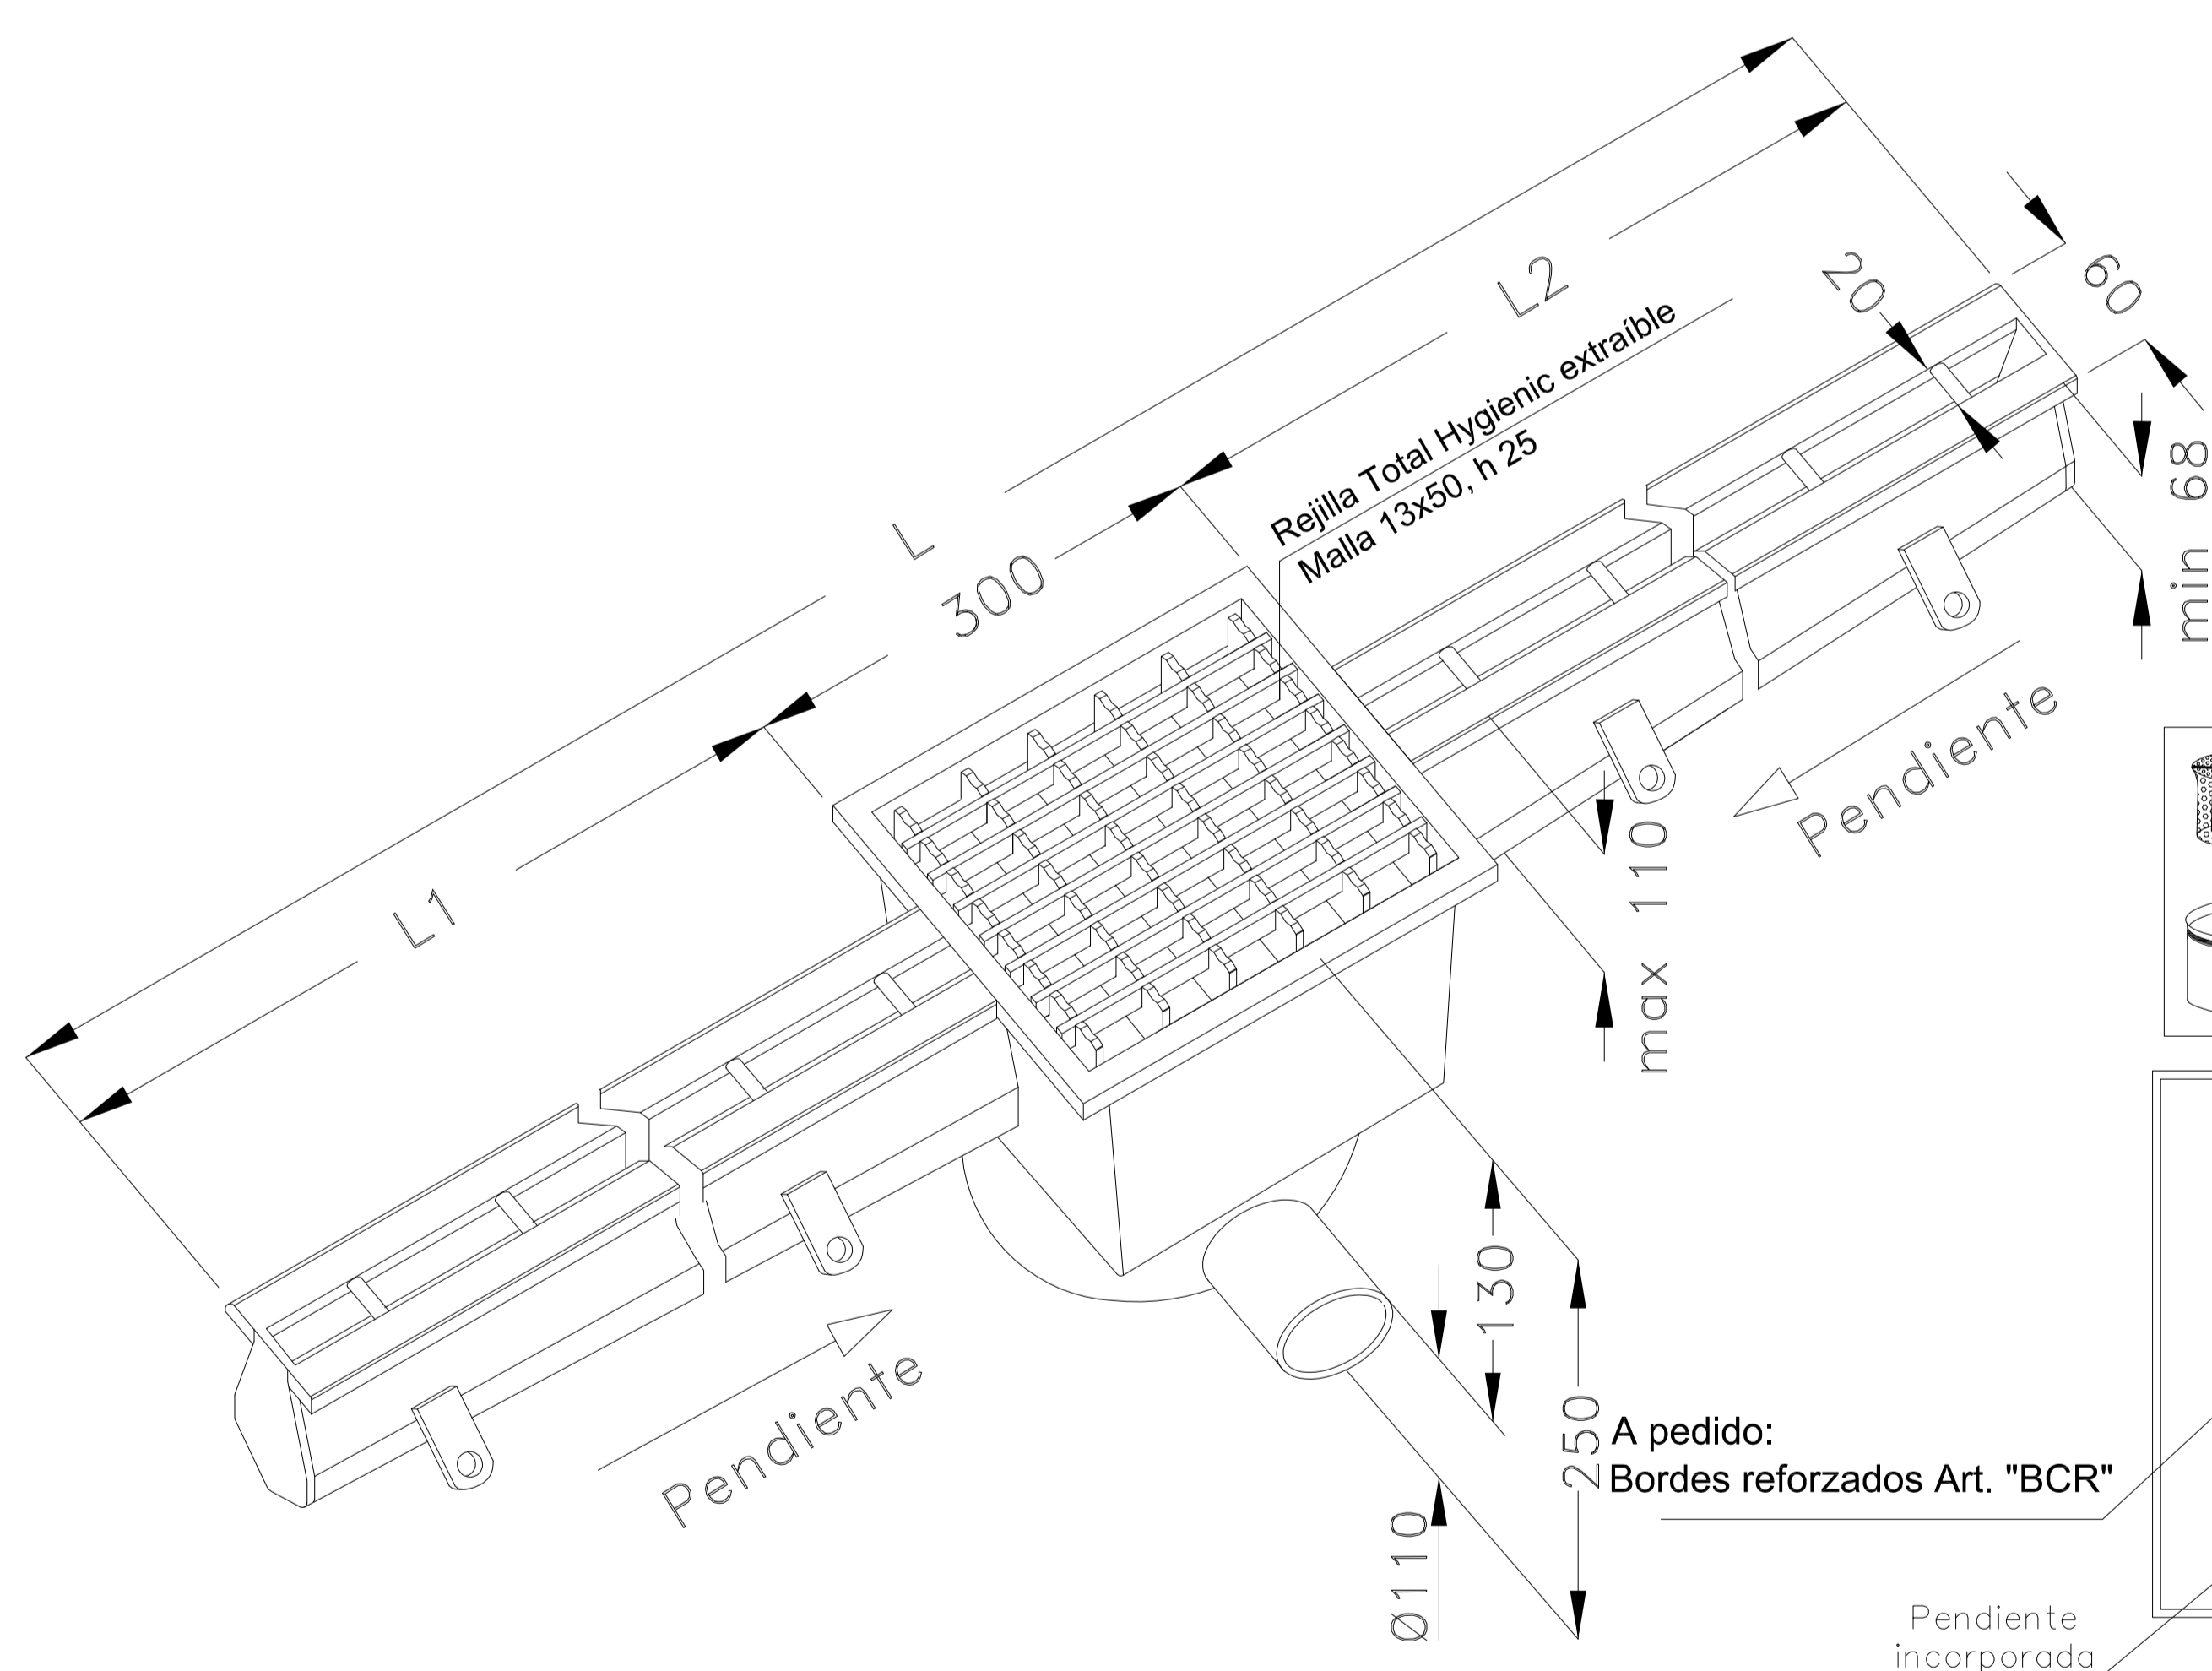 L
L2
300
L1
Rejilla Total Hygienic extraíble
Malla 13x50, h 25
20
60
min 68
Pendiente
max 110
130
250
Ø110
Pendiente
A pedido:
Bordes reforzados Art. "BCR"
Pendiente
incorporada